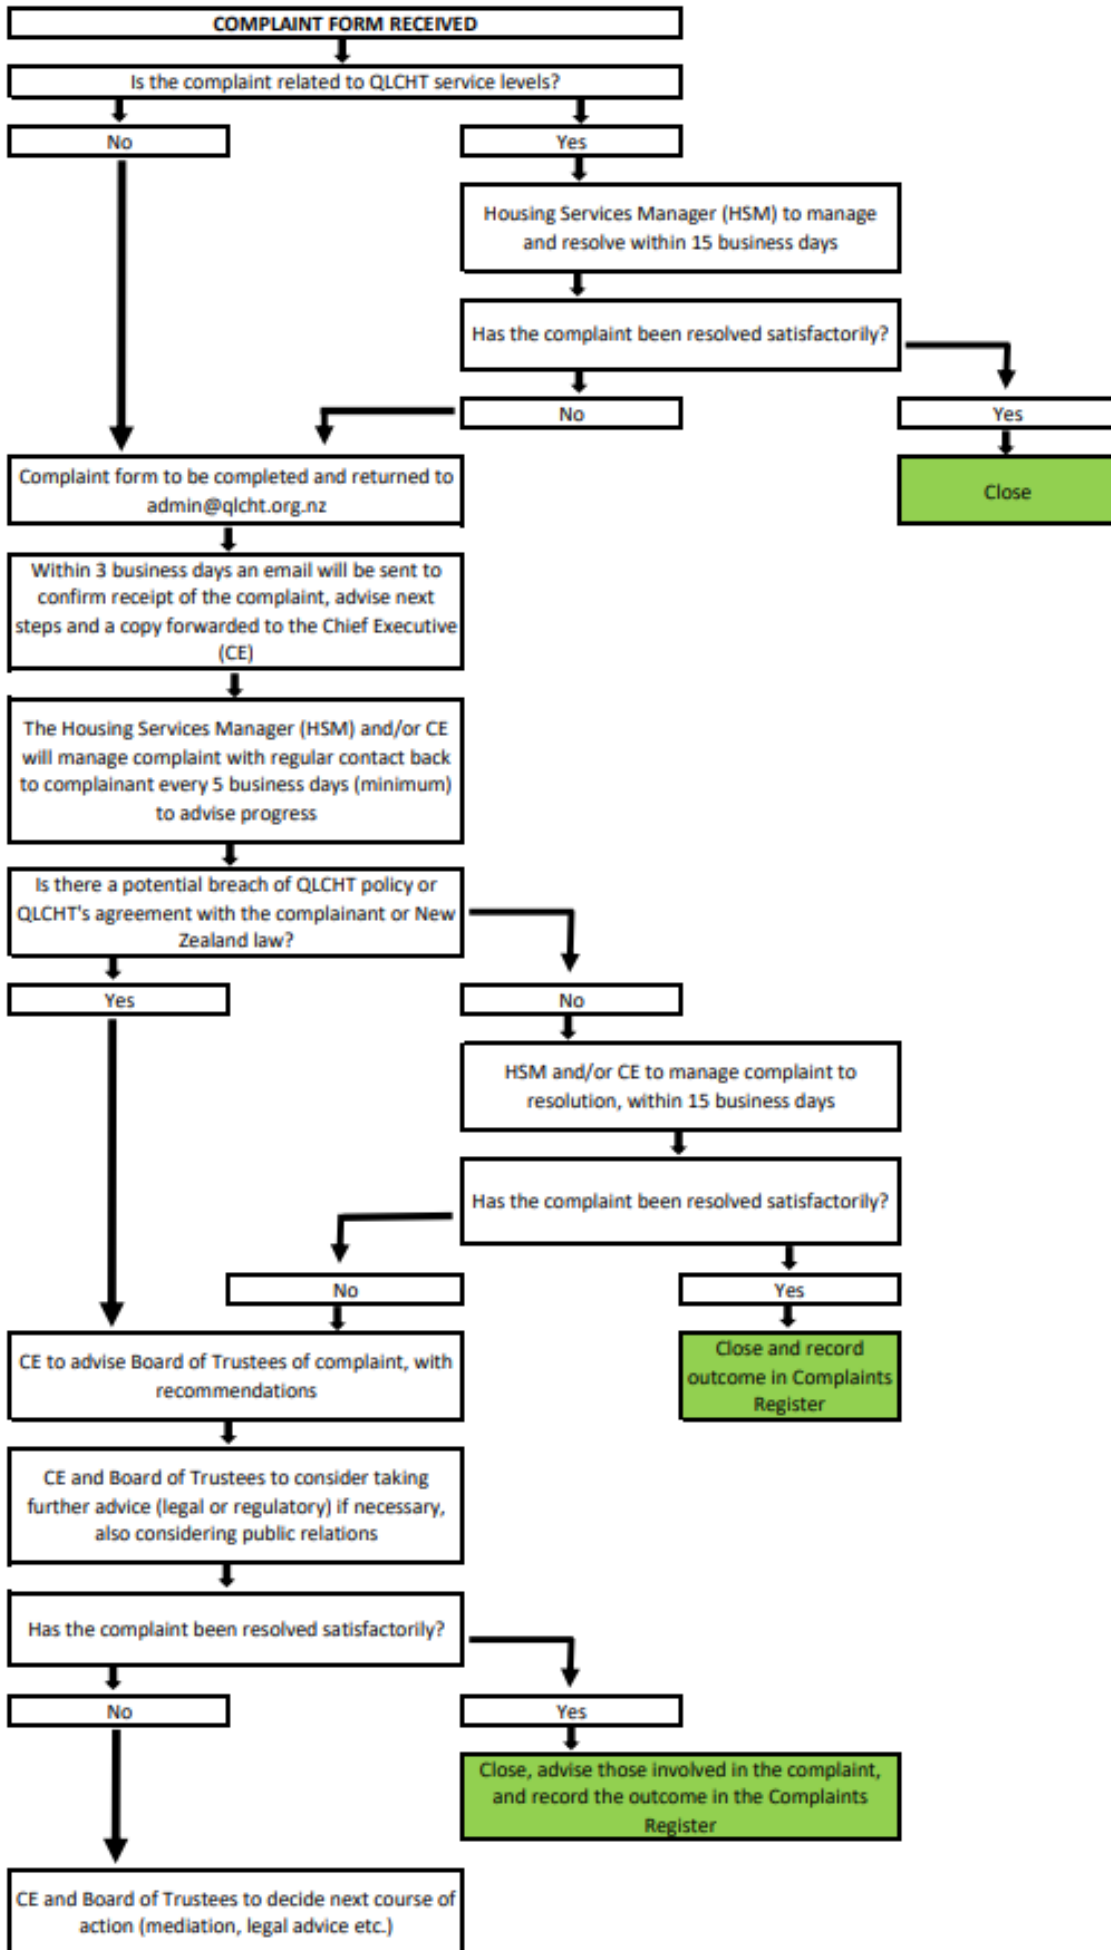 COMPLAINT FORM RECEIVED
Is the complaint related to QLCHT service levels?
No
Yes
Housing Services Manager (HSM) to manage
and resolve within 15 business days
Has the complaint been resolved satisfactorily?
No
Yes
Complaint form to be completed and returned to
admin@qlcht.org.nz
Close
Within 3 business days an email will be sent to
confirm receipt of the complaint, advise next
steps and a copy forwarded to the Chief Executive
(CE)
The Housing Services Manager (HSM) and/or CE
will manage complaint with regular contact back
to complainant every 5 business days (minimum)
to advise progress
Is there a potential breach of QLCHT policy or
QLCHT's agreement with the complainant or New
Zealand law?
Yes
No
HSM and/or CE to manage complaint to
resolution, within 15 business days
Has the complaint been resolved satisfactorily?
No
Yes
CE to advise Board of Trustees of complaint, with
recommendations
Close and record
outcome in Complaints
Register
CE and Board of Trustees to consider taking
further advice (legal or regulatory) if necessary,
also considering public relations
Has the complaint been resolved satisfactorily?
No
Yes
Close, advise those involved in the complaint,
and record the outcome in the Complaints
Register
CE and Board of Trustees to decide next course of
action (mediation, legal advice etc.)